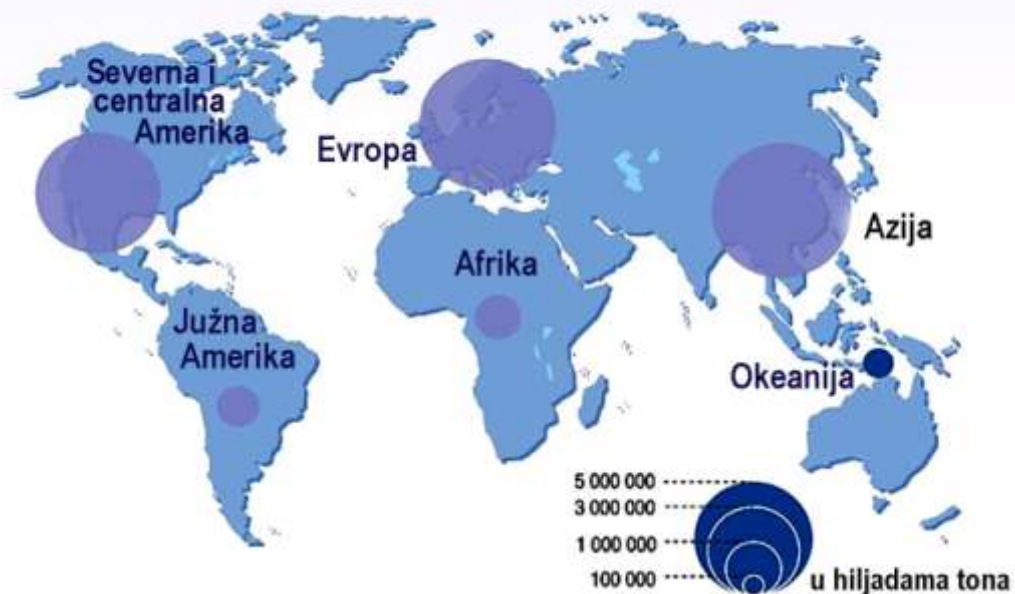 Severna i
centralna
Amerika
Evropa
Azija
Afrika
Južna
Amerika
Okeanija
5 000 000
3 000 000
1 000 000
100 000
u hiljadama tona